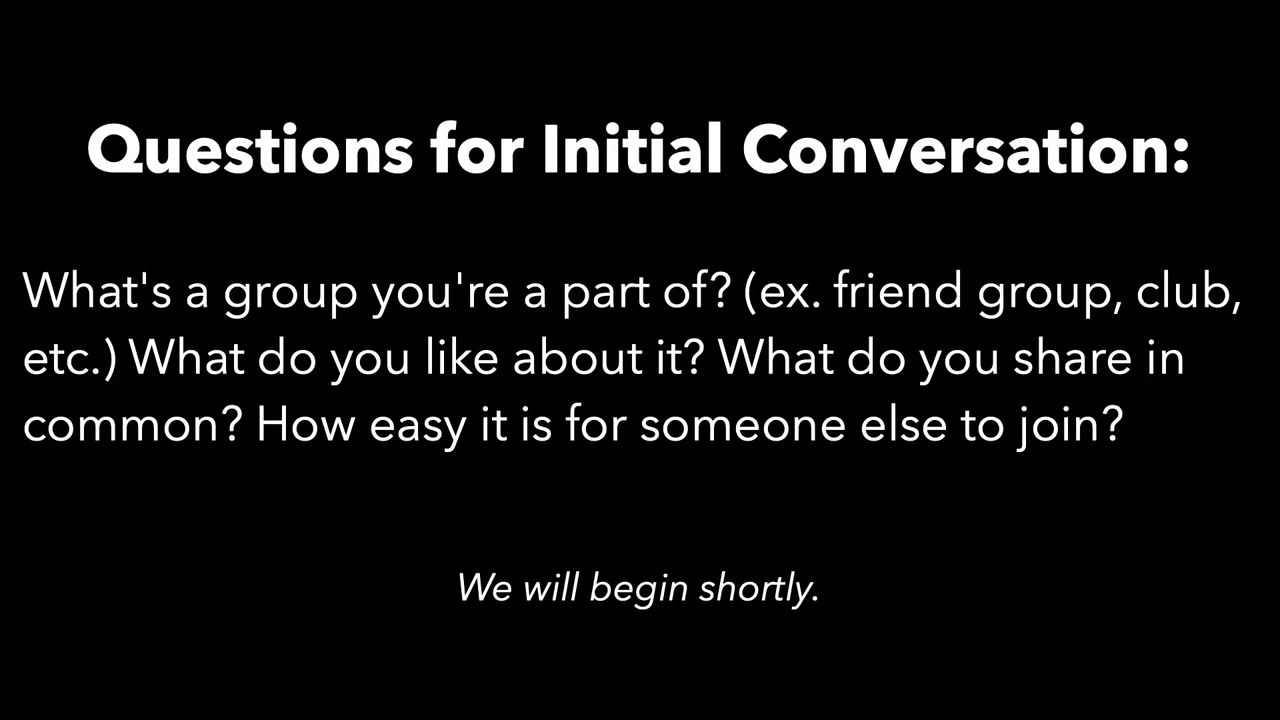 Questions for Initial Conversation:
What's a group you're a part of? (ex. friend group, club,
etc.) What do you like about it? What do you share in
common? How easy it is for someone else to join?
We will begin shortly.